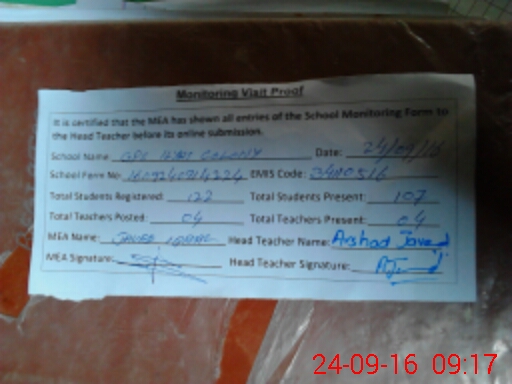 Monitoring Visit Proof
It is certified that the MEA has shown all entries of the School Monitoring Form to
the Head Teacher before its online submission.
School Name GPS COLONY Date: 24/09/16
School Form No: EMIS Code:
Total Students Registered: 122 Total Students Present: 107
Total Teachers Posted: 04 Total Teachers Present: 04
MEA Name: Head Teacher Name: Arshad Javed
MEA Signature: Head Teacher Signature:
24-09-16 09:17